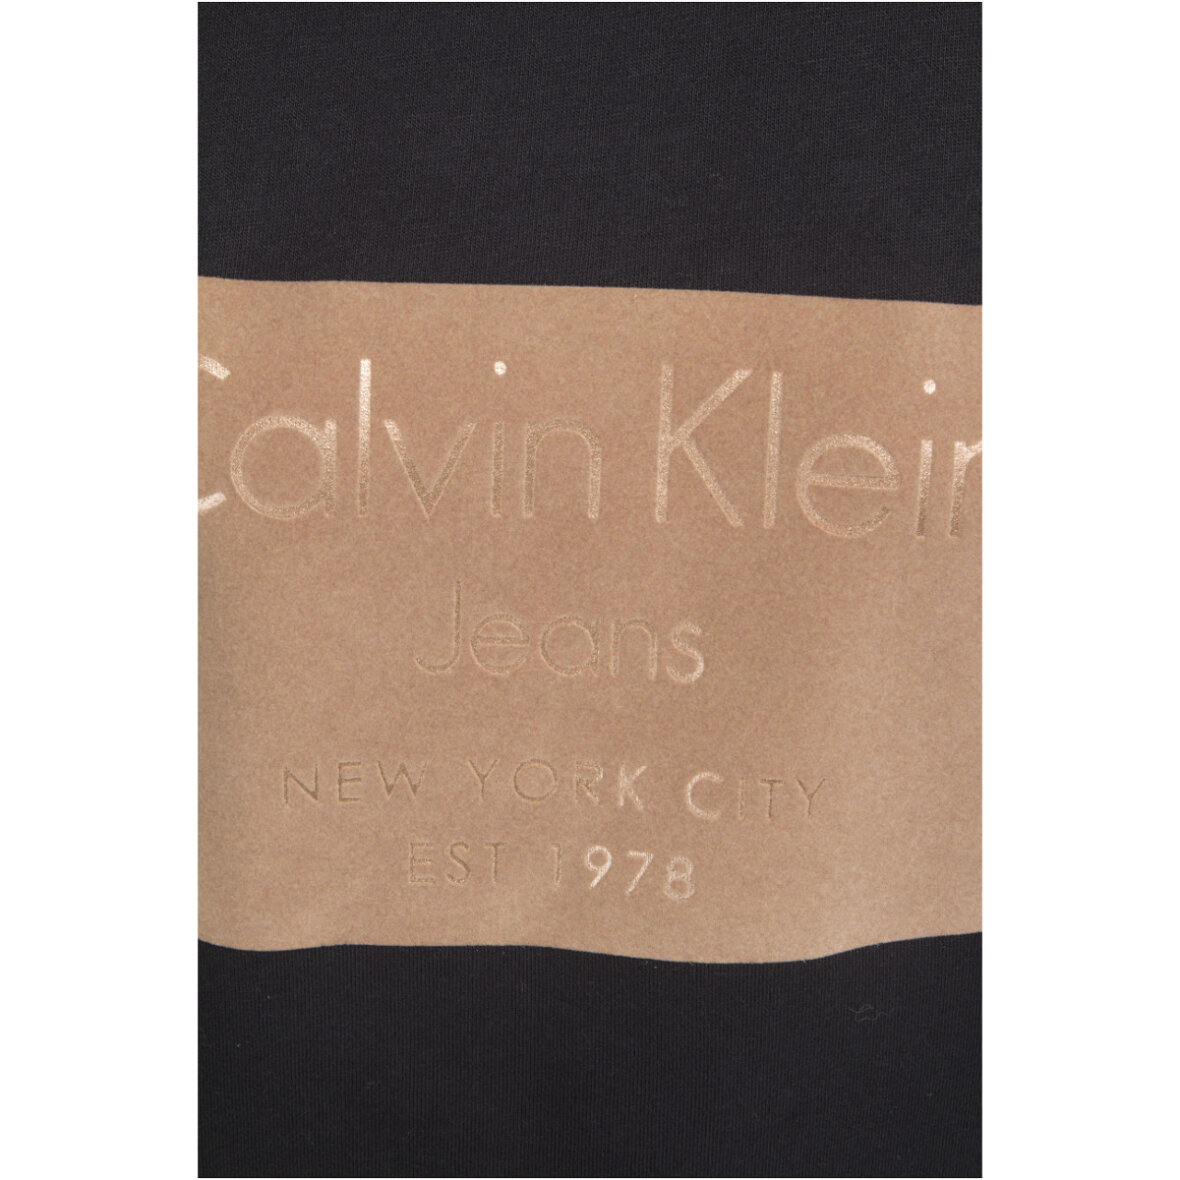 Calvin Klein
Jeans
NEW YORK CITY
EST 1978